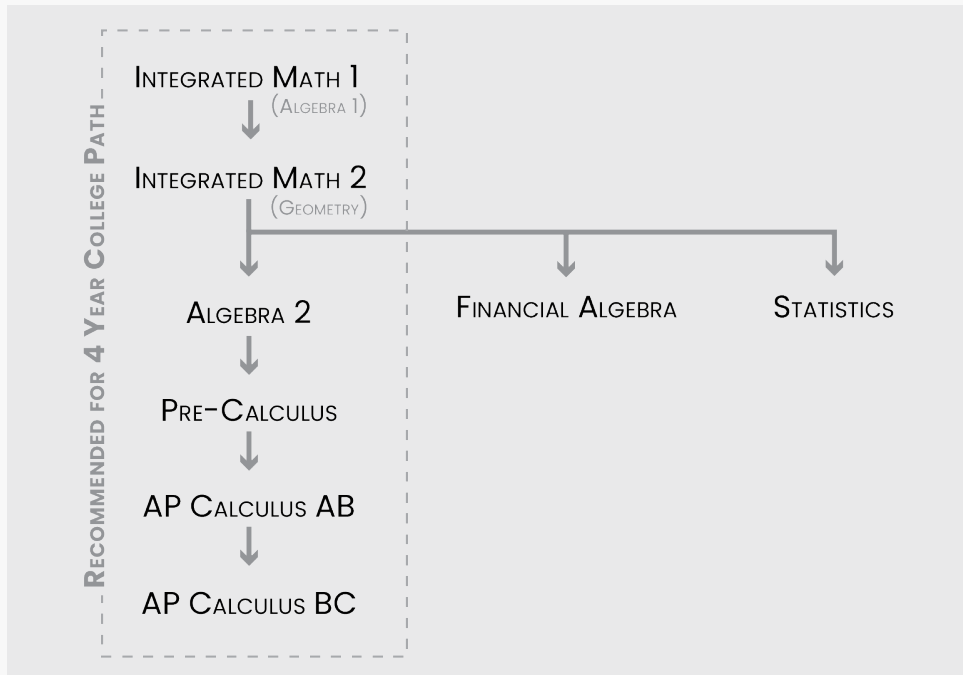 Recommended for 4 Year College Path
Integrated Math 1
(Algebra 1)
Integrated Math 2
(Geometry)
Algebra 2
Financial Algebra
Statistics
Pre-Calculus
AP Calculus AB
AP Calculus BC